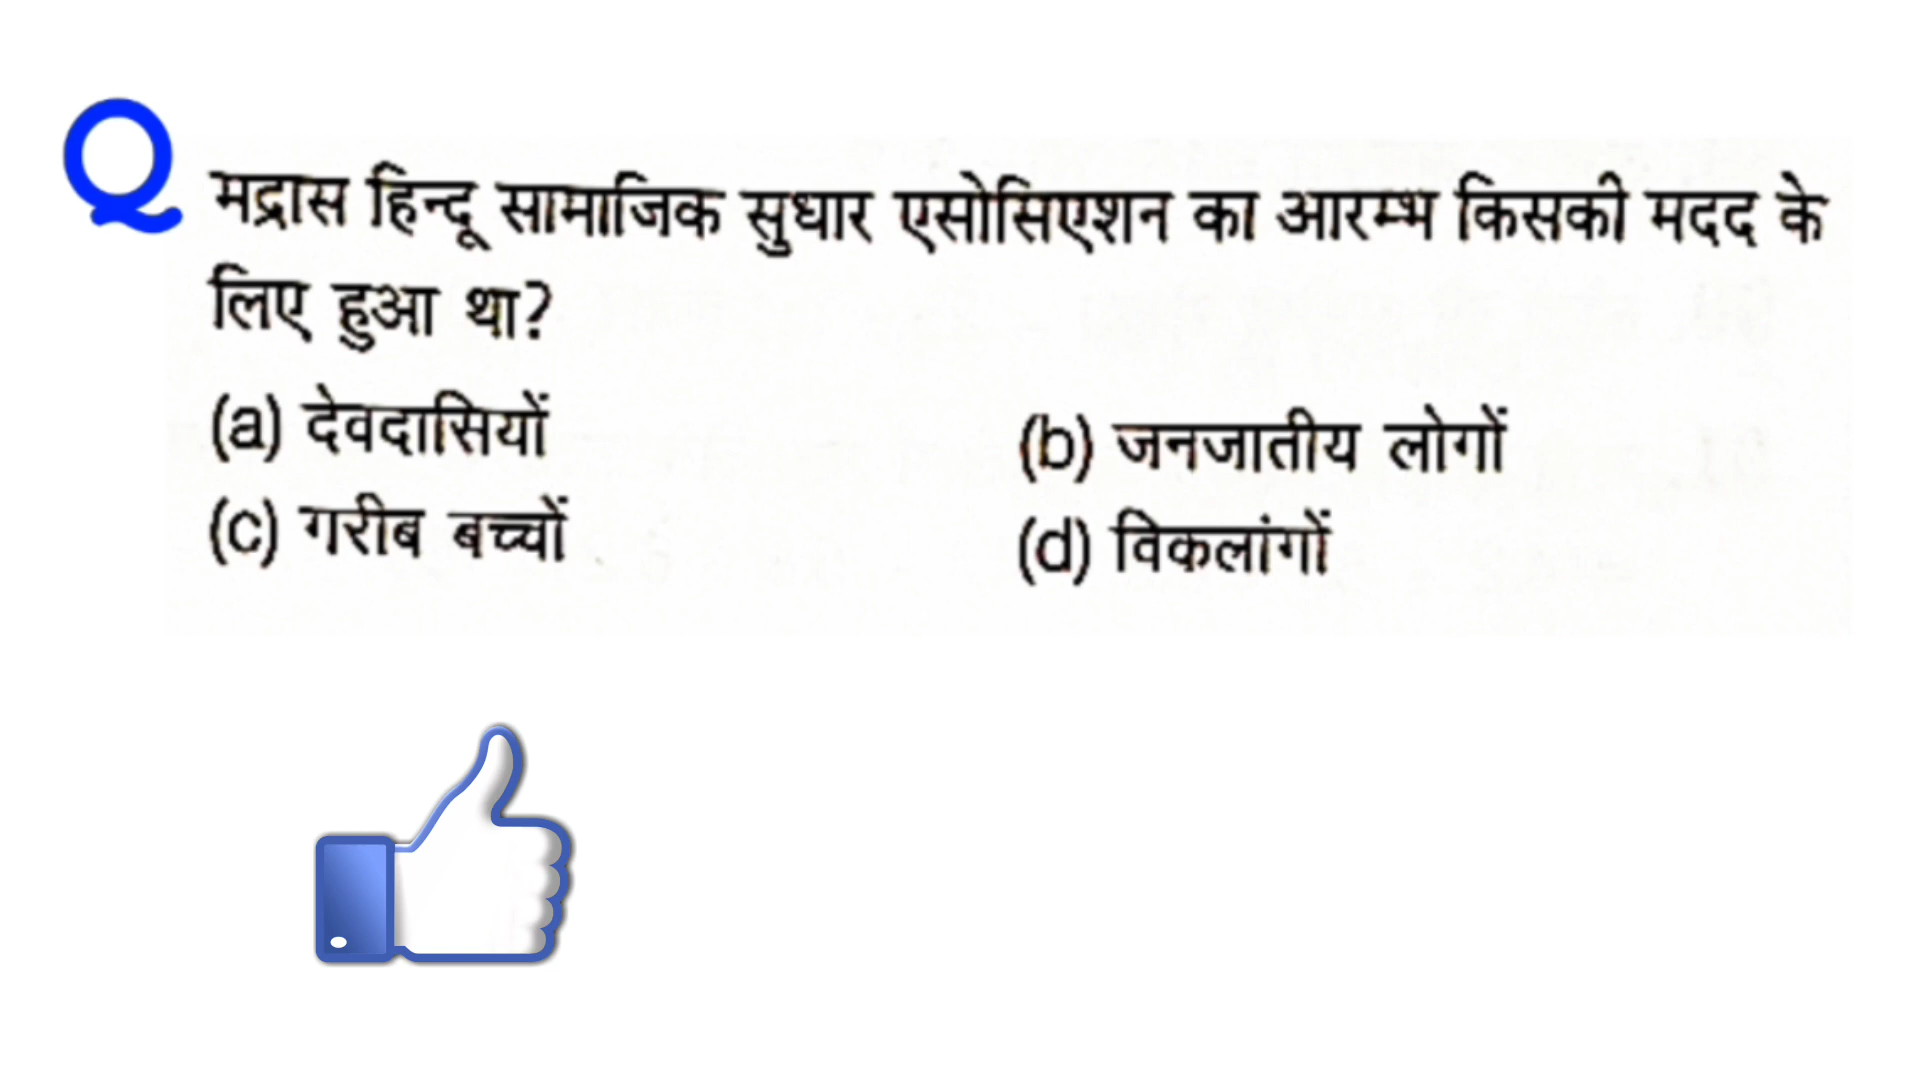 Q
मद्रास हिन्दू सामाजिक सुधार एसोसिएशन का आरम्भ किसकी मदद के
लिए हुआ था?
(a) देवदासियों
(b) जनजातीय लोगों
(c) गरीब बच्चों
(d) विकलांगों